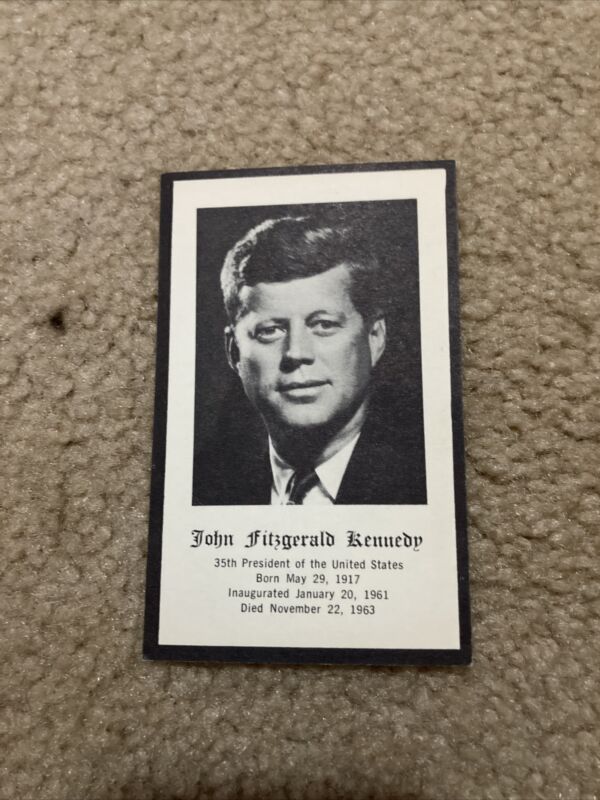 John Fitzgerald Kennedy
35th President of the United States
Born May 29, 1917
Inaugurated January 20, 1961
Died November 22, 1963